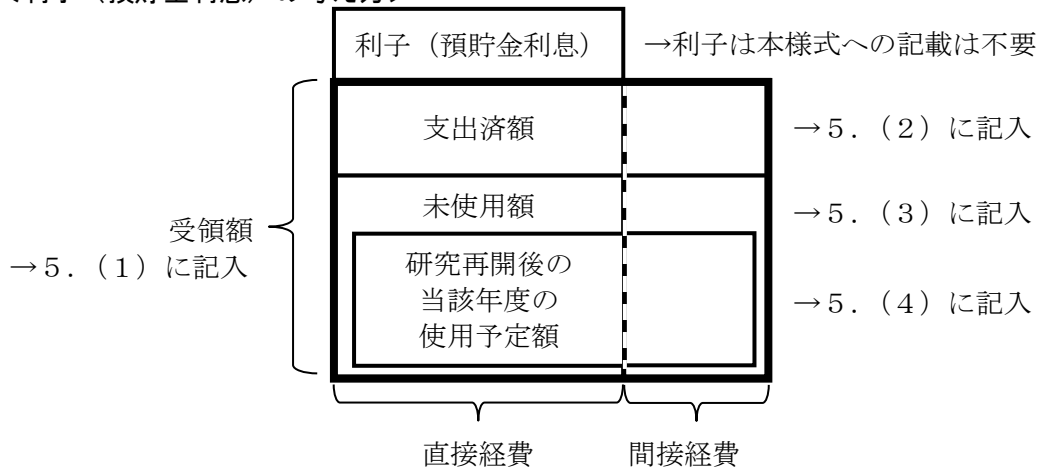 利子（預貯金利息）
→利子は本様式への記載は不要
支出済額
→５．（２）に記入
未使用額
→５．（３）に記入
受領額
→５．（１）に記入
研究再開後の
当該年度の
使用予定額
→５．（４）に記入
直接経費
間接経費